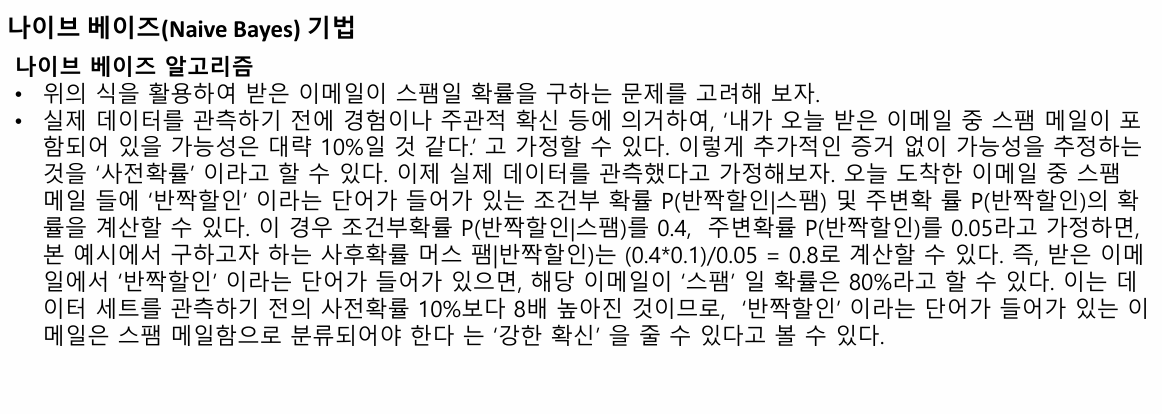 나이브 베이즈(Naive Bayes) 기법
나이브 베이즈 알고리즘
• 위의 식을 활용하여 받은 이메일이 스팸일 확률을 구하는 문제를 고려해 보자.
• 실제 데이터를 관측하기 전에 경험이나 주관적 확신 등에 의거하여, ‘내가 오늘 받은 이메일 중 스팸 메일이 포
함되어 있을 가능성은 대략 10%일 것 같다.’ 고 가정할 수 있다. 이렇게 추가적인 증거 없이 가능성을 추정하는
것을 ‘사전확률’ 이라고 할 수 있다. 이제 실제 데이터를 관측했다고 가정해보자. 오늘 도착한 이메일 중 스팸
메일 들에 ‘반짝할인’ 이라는 단어가 들어가 있는 조건부 확률 P(반짝할인|스팸) 및 주변확 률 P(반짝할인)의 확
률을 계산할 수 있다. 이 경우 조건부확률 P(반짝할인|스팸)를 0.4, 주변확률 P(반짝할인)를 0.05라고 가정하면,
본 예시에서 구하고자 하는 사후확률 머스 팸|반짝할인)는 (0.4*0.1)/0.05 = 0.8로 계산할 수 있다. 즉, 받은 이메
일에서 ‘반짝할인’ 이라는 단어가 들어가 있으면, 해당 이메일이 ‘스팸’ 일 확률은 80%라고 할 수 있다. 이는 데
이터 세트를 관측하기 전의 사전확률 10%보다 8배 높아진 것이므로, ‘반짝할인’ 이라는 단어가 들어가 있는 이
메일은 스팸 메일함으로 분류되어야 한다 는 ‘강한 확신’ 을 줄 수 있다고 볼 수 있다.